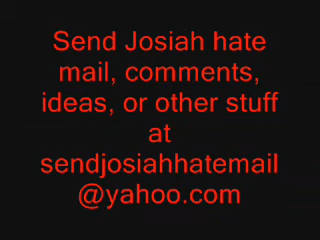 Send Josiah hate
mail, comments,
ideas, or other stuff
at
sendjosiahhatemail
@yahoo.com